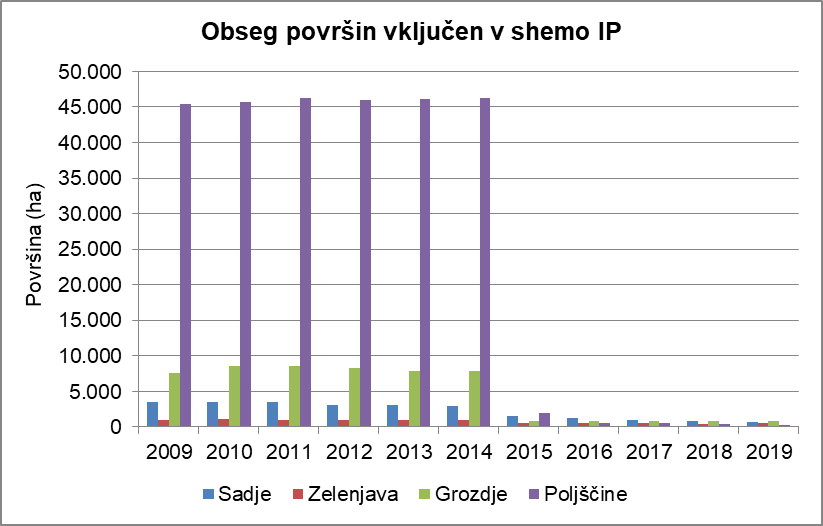 Obseg površin vključen v shemo IP
Površina (ha)
50.000
45.000
40.000
35.000
30.000
25.000
20.000
15.000
10.000
5.000
0
2009 2010 2011 2012 2013 2014 2015 2016 2017 2018 2019
Sadje Zelenjava Grozdje Poljščine